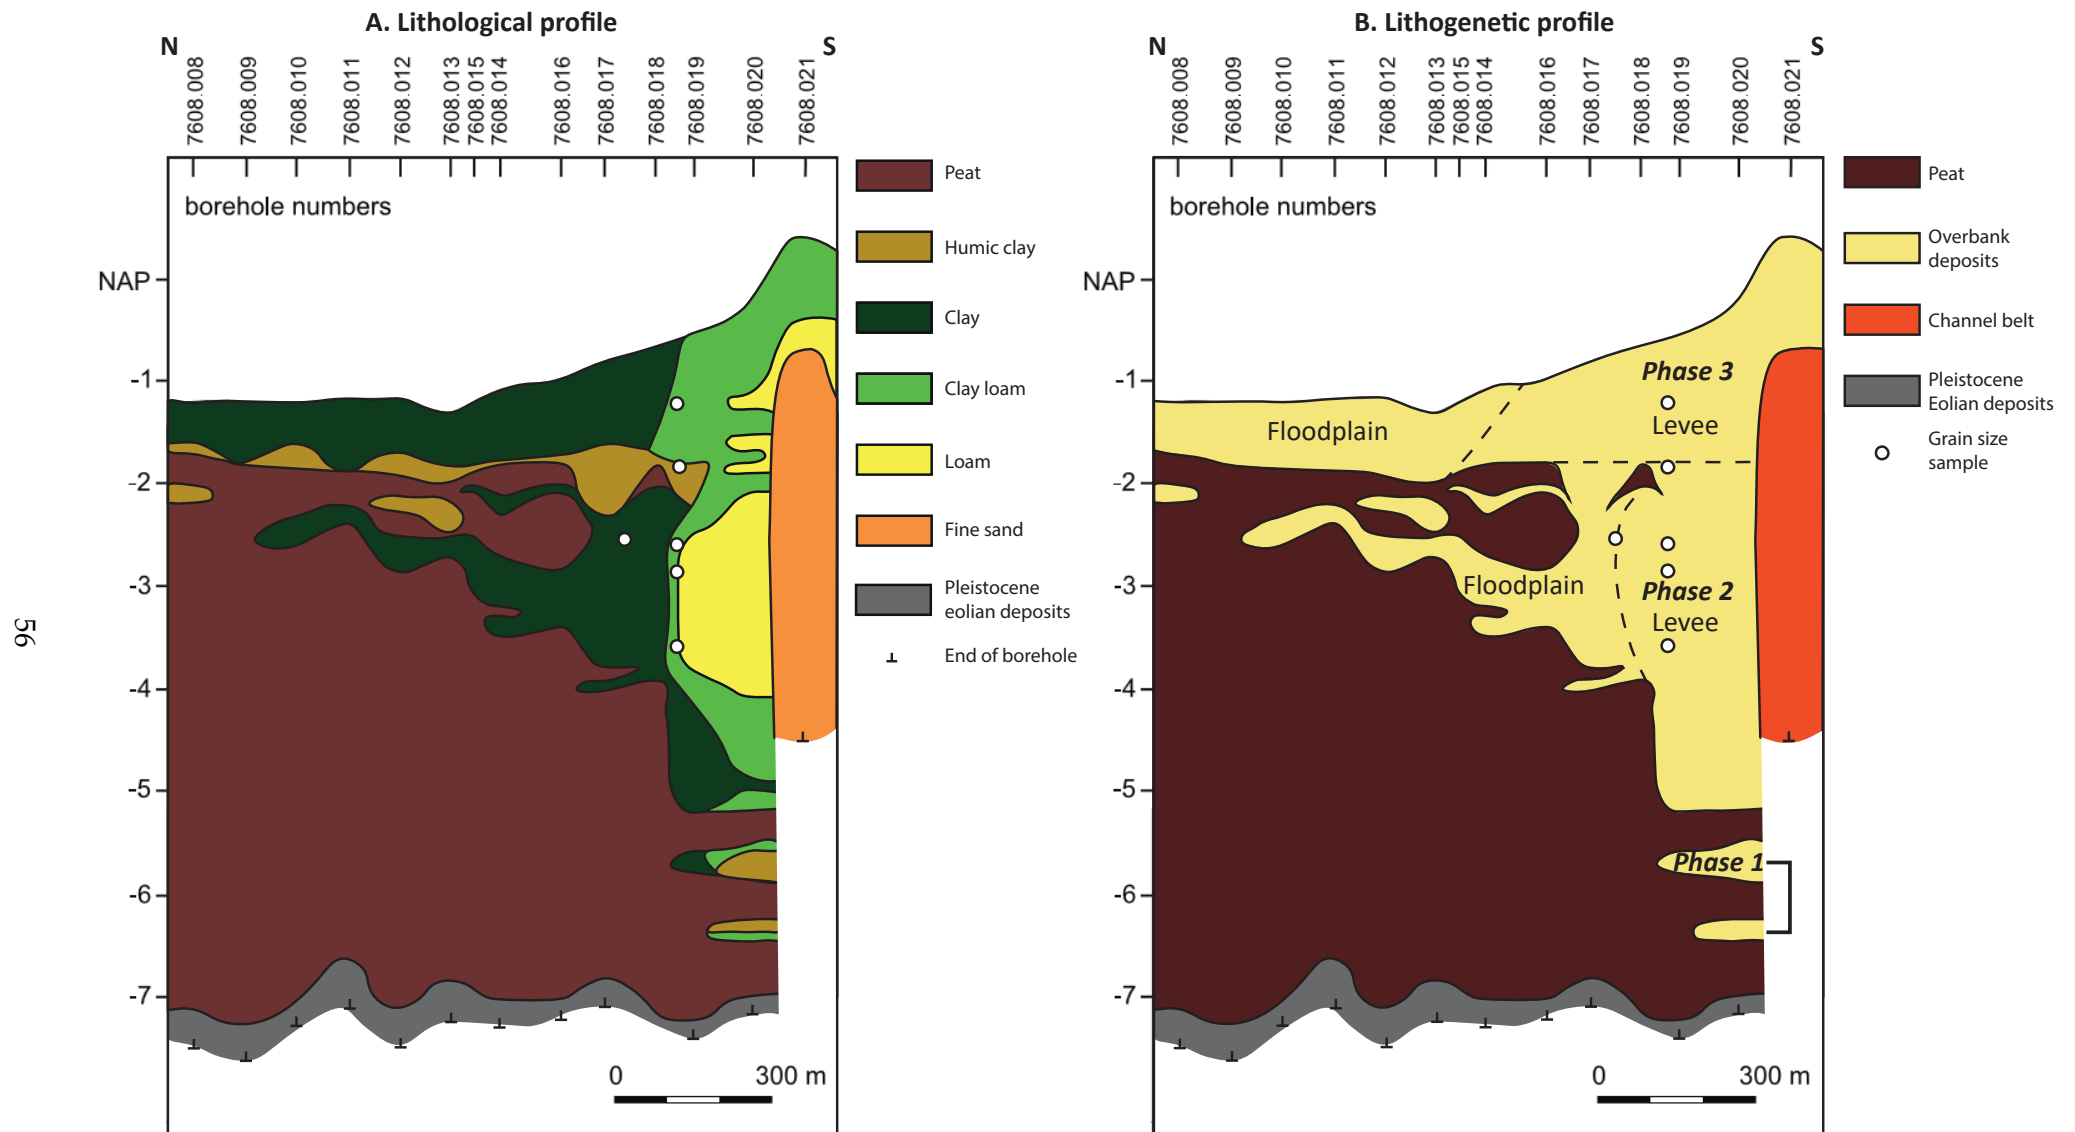 A. Lithological profile
N
S
7608.008
7608.009
7608.010
7608.011
7608.012
7608.013
7608.015
7608.014
7608.016
7608.017
7608.018
7608.019
7608.020
7608.021
borehole numbers
NAP
-1
-2
-3
-4
-5
-6
-7
0 300 m
Peat
Humic clay
Clay
Clay loam
Loam
Fine sand
Pleistocene
eolian deposits
End of borehole
B. Lithogenetic profile
N
S
7608.008
7608.009
7608.010
7608.011
7608.012
7608.013
7608.015
7608.014
7608.016
7608.017
7608.018
7608.019
7608.020
7608.021
borehole numbers
NAP
-1
-2
-3
-4
-5
-6
-7
Phase 3
Levee
Floodplain
Floodplain
Phase 2
Levee
Phase 1
0 300 m
Peat
Overbank
deposits
Channel belt
Pleistocene
Eolian deposits
Grain size
sample
56